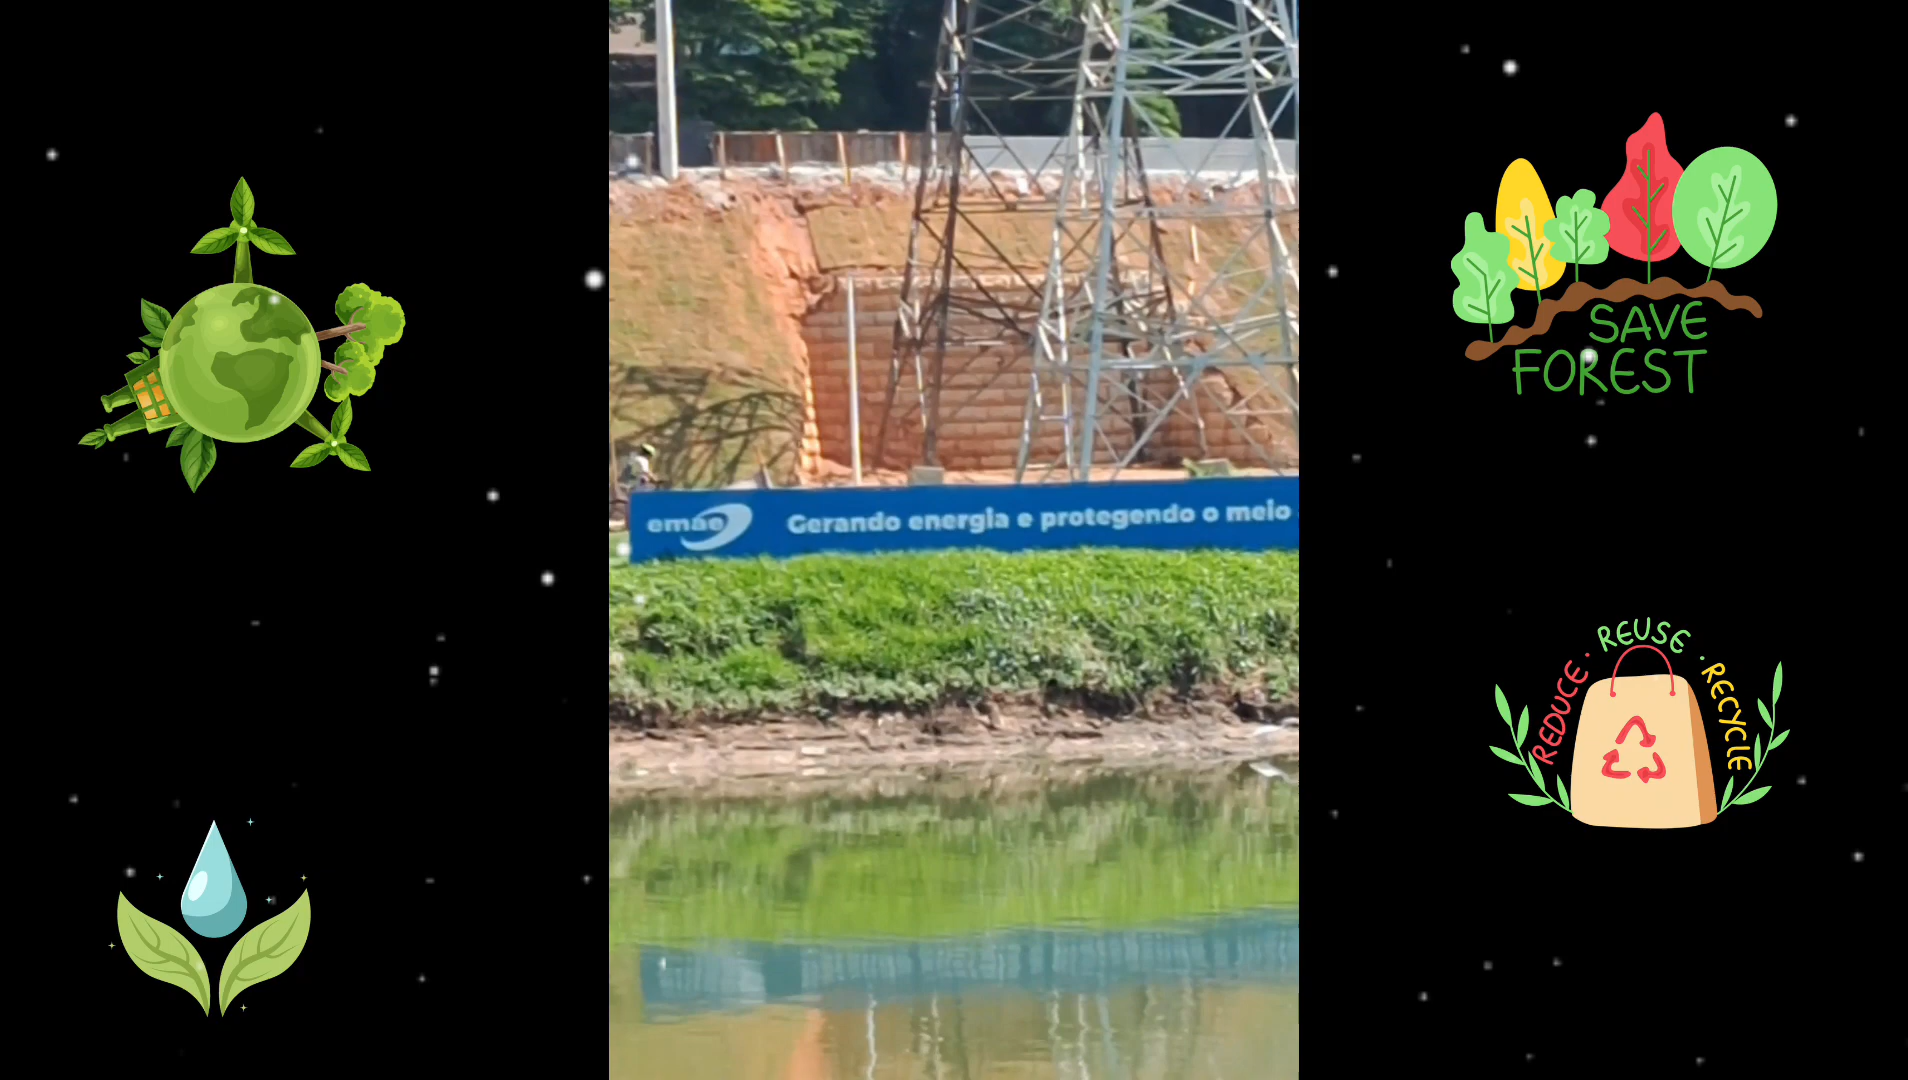 SAVE
FOREST
emae Gerando energia e protegendo o meio
REDUCE · REUSE · RECYCLE